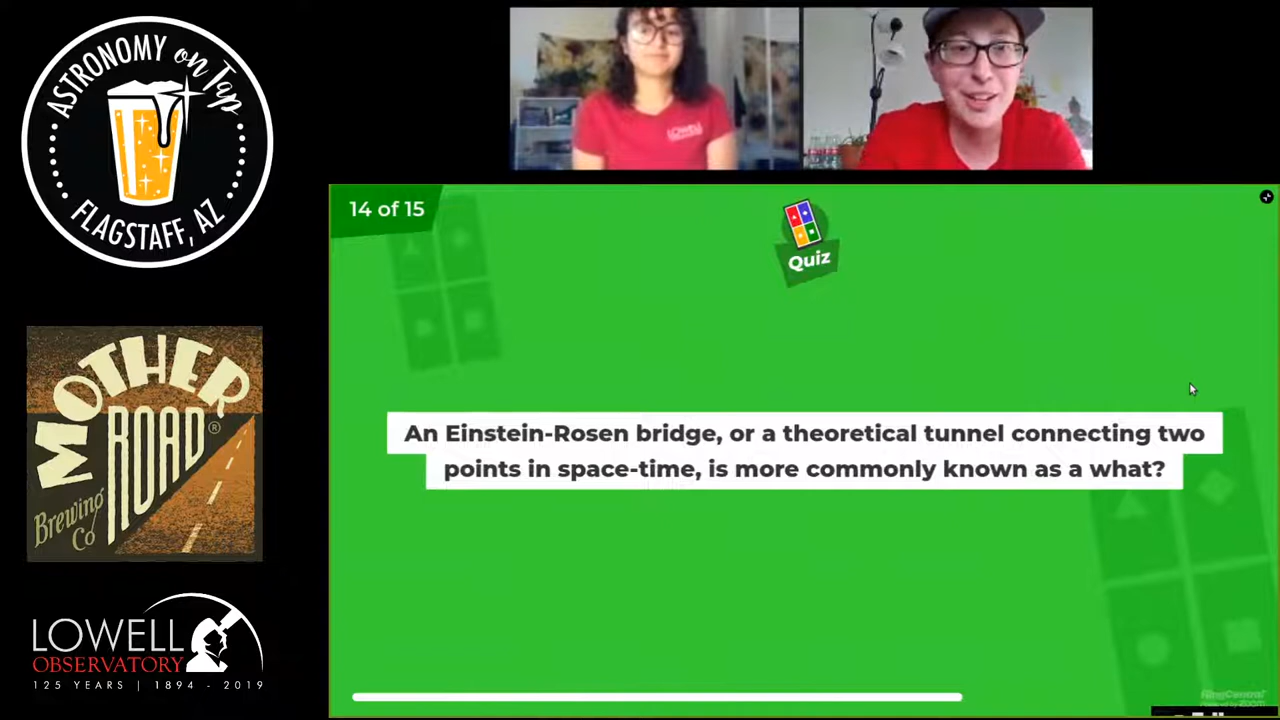 ASTRONOMY on Tap
FLAGSTAFF, AZ
LOWELL
14 of 15
Quiz
MOTHER
ROAD®
Brewing
Co
An Einstein-Rosen bridge, or a theoretical tunnel connecting two
points in space-time, is more commonly known as a what?
LOWELL
OBSERVATORY
125 YEARS | 1894 - 2019
RingCentral